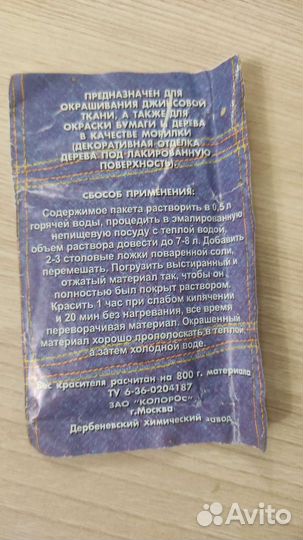 ПРЕДНАЗНАЧЕН ДЛЯ
ОКРАШИВАНИЯ ДЖИНСОВОЙ
ТКАНИ, А ТАКЖЕ ДЛЯ
ОКРАСКИ БУМАГИ И ДЕРЕВА
В КАЧЕСТВЕ МОРИЛКИ
(ДЕКОРАТИВНАЯ ОТДЕЛКА
ДЕРЕВА ПОД ЛАКИРОВАННУЮ
ПОВЕРХНОСТЬ)
СПОСОБ ПРИМЕНЕНИЯ:
Содержимое пакета растворить в 0,5 л
горячей воды, процедить в эмалированную
непищевую посуду с теплой водой,
объем раствора довести до 7-8 л. Добавить
2-3 столовые ложки поваренной соли,
перемешать. Погрузить выстиранный и
отжатый материал так, чтобы он
полностью был покрыт раствором.
Красить 1 час при слабом кипячении
и 20 мин без нагревания, все время
переворачивая материал. Окрашенный
материал хорошо прополоскать в теплой,
а затем холодной воде.
Вес красителя расчитан на 800 г. материала
ТУ 6-36-0204187
ЗАО "КОЛОРОС"
г.Москва
Дербеневский химический завод
Avito